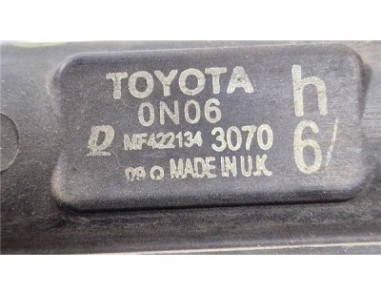 TOYOTA
0N06
D MF422134 3070
09 Q MADE IN U.K
h
6/